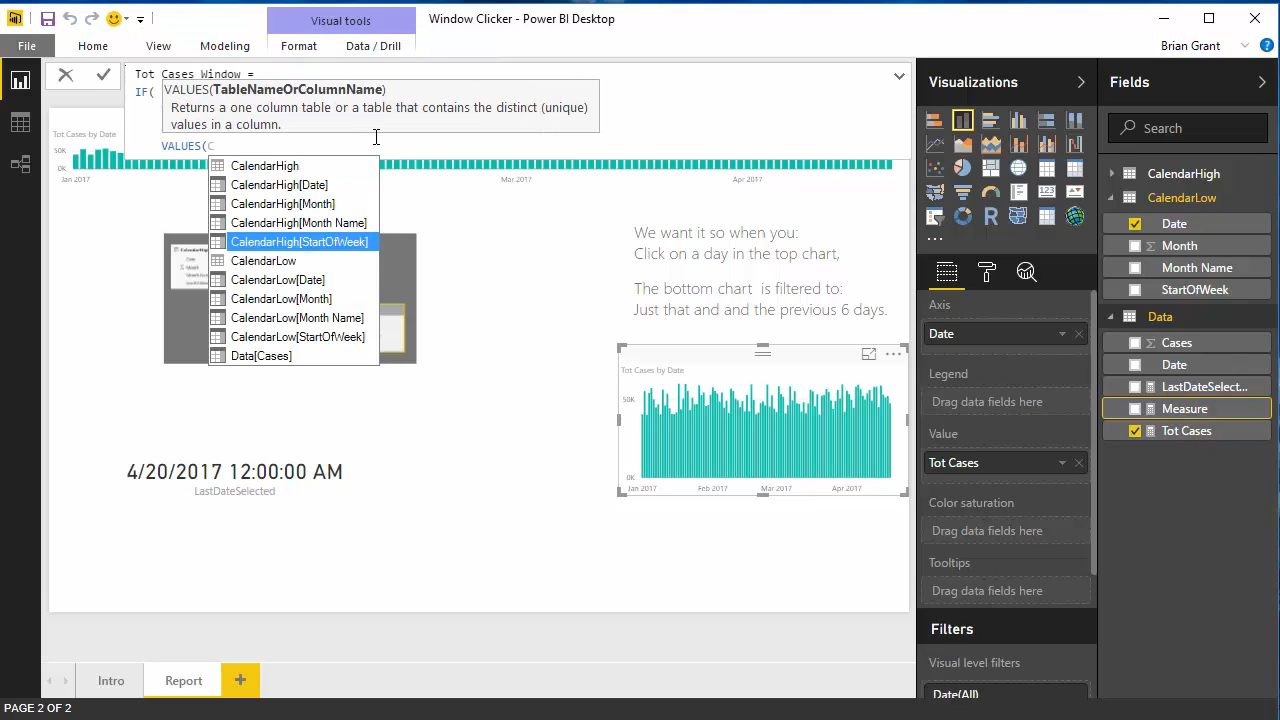 Visual tools
Window Clicker - Power BI Desktop
File
Home
View
Modeling
Format
Data / Drill
Brian Grant
Tot Cases Window =
IF(
VALUES(TableNameOrColumnName)
Returns a one column table or a table that contains the distinct (unique)
values in a column.
VALUES(C
CalendarHigh
CalendarHigh[Date]
CalendarHigh[Month]
CalendarHigh[Month Name]
CalendarHigh[StartOfWeek]
CalendarLow
CalendarLow[Date]
CalendarLow[Month]
CalendarLow[Month Name]
CalendarLow[StartOfWeek]
Data[Cases]
Tot Cases by Date
50K
0K
Jan 2017
Mar 2017
Apr 2017
We want it so when you:
Click on a day in the top chart,
The bottom chart is filtered to:
Just that and and the previous 6 days.
Tot Cases by Date
50K
0K
Jan 2017
Feb 2017
Mar 2017
Apr 2017
4/20/2017 12:00:00 AM
LastDateSelected
Visualizations
R
123
Axis
Date
Legend
Drag data fields here
Value
Tot Cases
Color saturation
Drag data fields here
Tooltips
Drag data fields here
Filters
Visual level filters
Date(All)
Fields
Search
CalendarHigh
CalendarLow
Date
Month
Month Name
StartOfWeek
Data
Cases
Date
LastDateSelect...
Measure
Tot Cases
Intro
Report
PAGE 2 OF 2